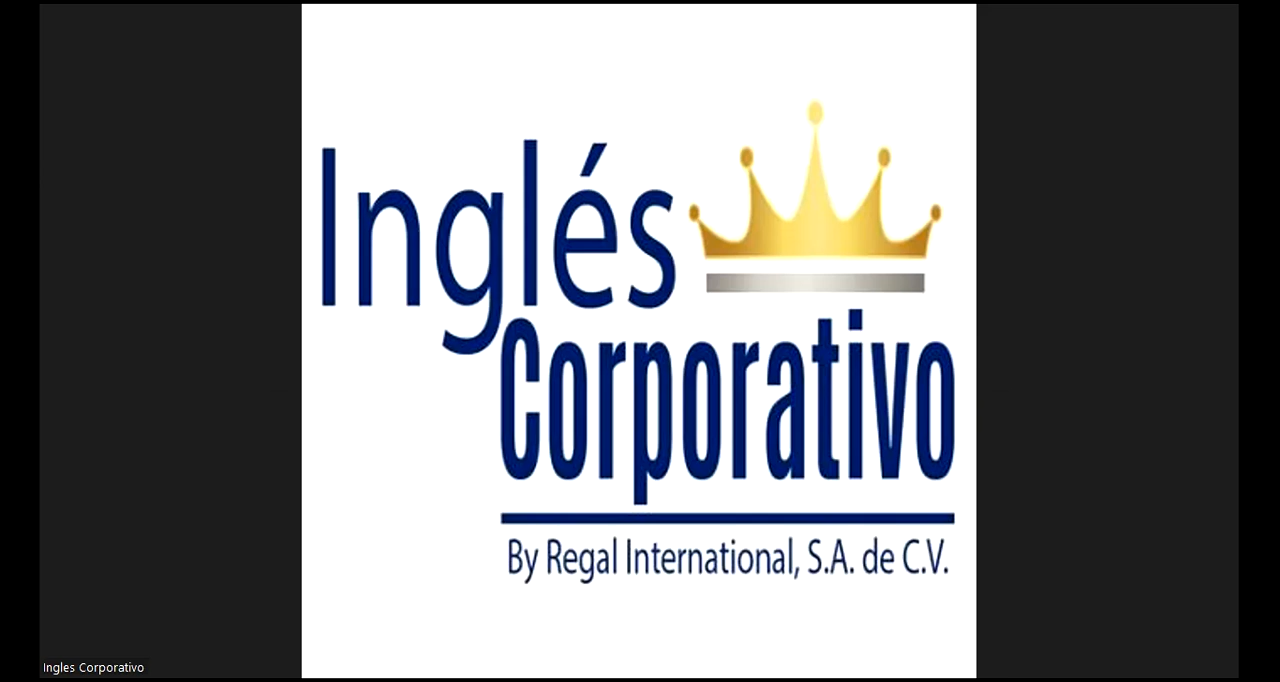 Inglés
Corporativo
By Regal International, S.A. de C.V.
Ingles Corporativo